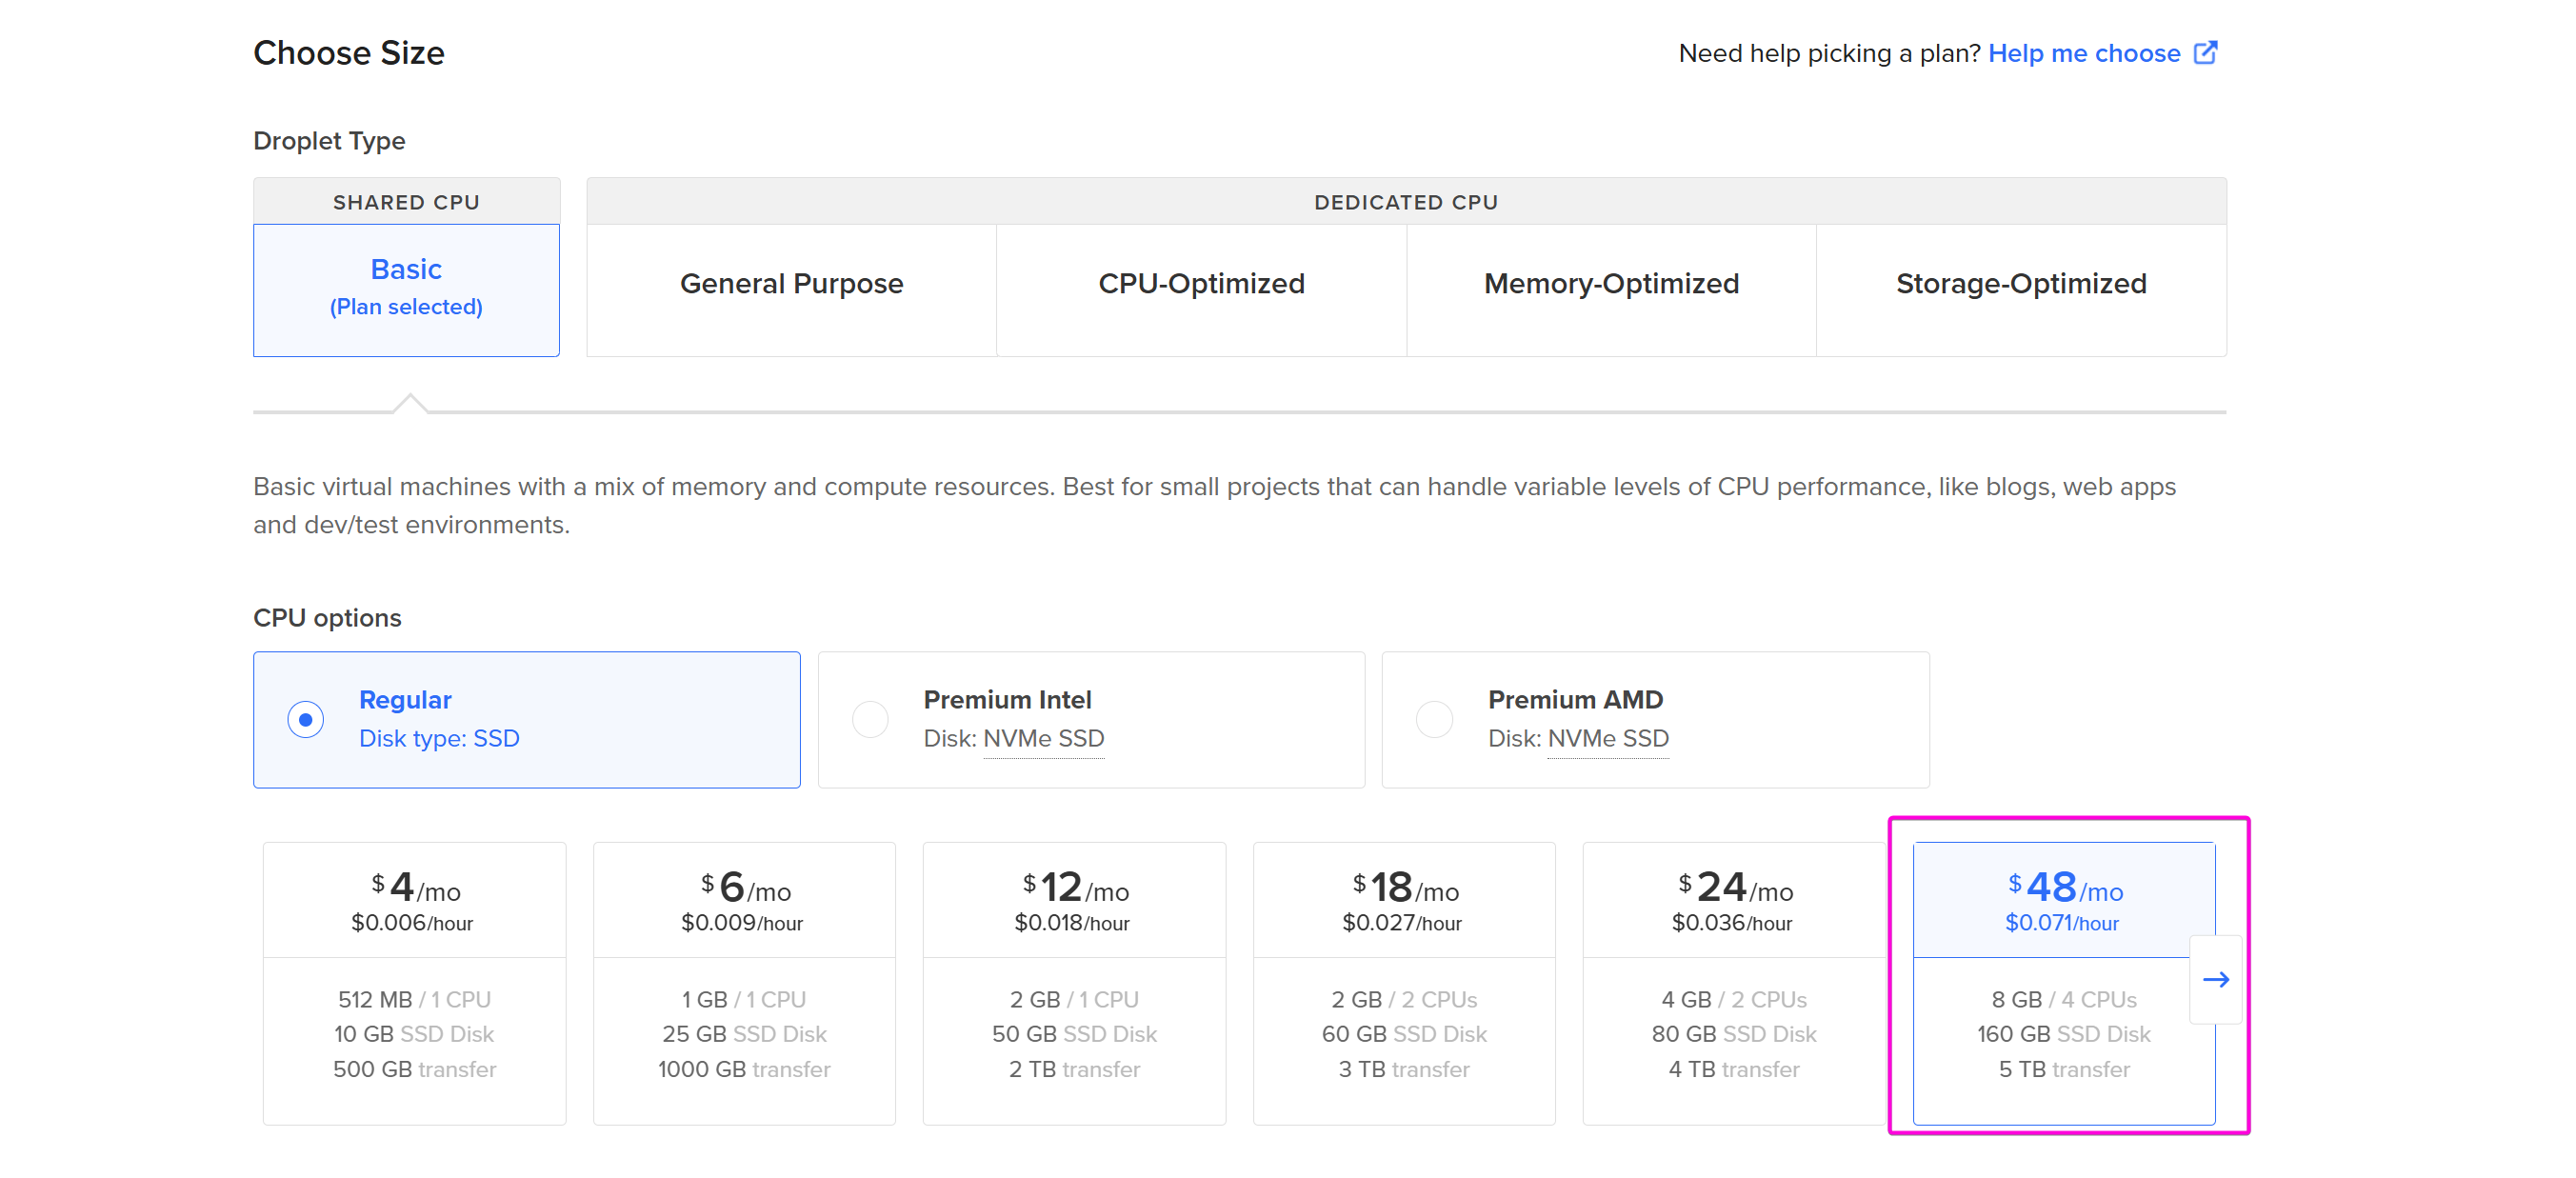 Choose Size
Need help picking a plan? Help me choose
Droplet Type
SHARED CPU
DEDICATED CPU
Basic
(Plan selected)
General Purpose
CPU-Optimized
Memory-Optimized
Storage-Optimized
Basic virtual machines with a mix of memory and compute resources. Best for small projects that can handle variable levels of CPU performance, like blogs, web apps
and dev/test environments.
CPU options
Regular
Disk type: SSD
Premium Intel
Disk: NVMe SSD
Premium AMD
Disk: NVMe SSD
$4/mo
$0.006/hour
512 MB / 1 CPU
10 GB SSD Disk
500 GB transfer
$6/mo
$0.009/hour
1 GB / 1 CPU
25 GB SSD Disk
1000 GB transfer
$12/mo
$0.018/hour
2 GB / 1 CPU
50 GB SSD Disk
2 TB transfer
$18/mo
$0.027/hour
2 GB / 2 CPUs
60 GB SSD Disk
3 TB transfer
$24/mo
$0.036/hour
4 GB / 2 CPUs
80 GB SSD Disk
4 TB transfer
$48/mo
$0.071/hour
8 GB / 4 CPUs
160 GB SSD Disk
5 TB transfer